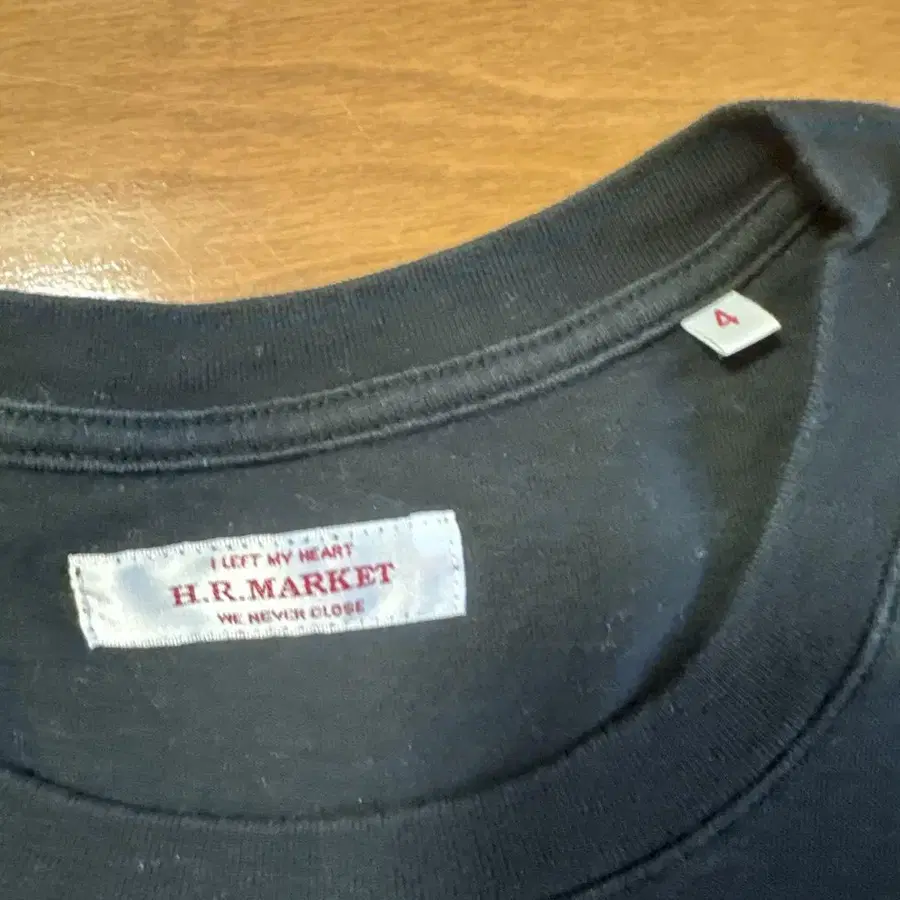 4
I LEFT MY HEART
H.R.MARKET
WE NEVER CLOSE